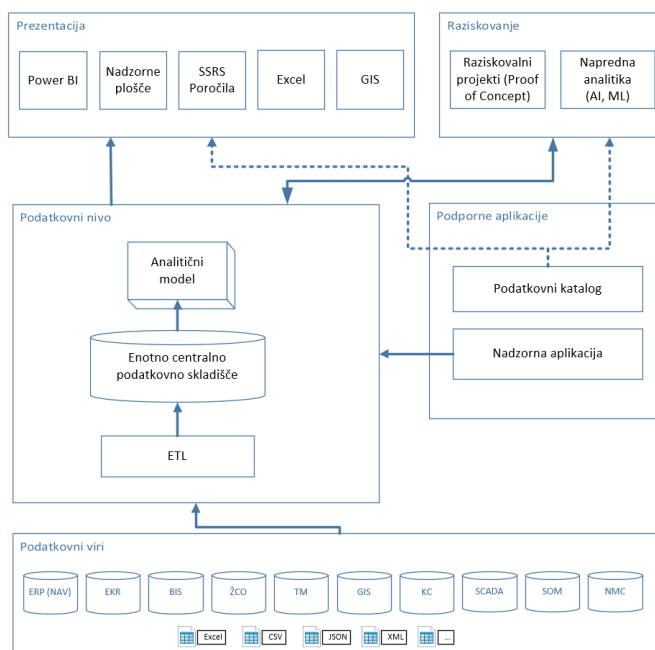 Prezentacija
Power BI
Nadzorne
plošče
SSRS
Poročila
Excel
GIS
Raziskovanje
Raziskovalni
projekti (Proof
of Concept)
Napredna
analitika
(AI, ML)
Podatkovni nivo
Analitični
model
Enotno centralno
podatkovno skladišče
ETL
Podporne aplikacije
Podatkovni katalog
Nadzorna aplikacija
Podatkovni viri
ERP (NAV)
EKR
BIS
ŽCO
TM
GIS
KC
SCADA
SOM
NMC
Excel
CSV
JSON
XML
...